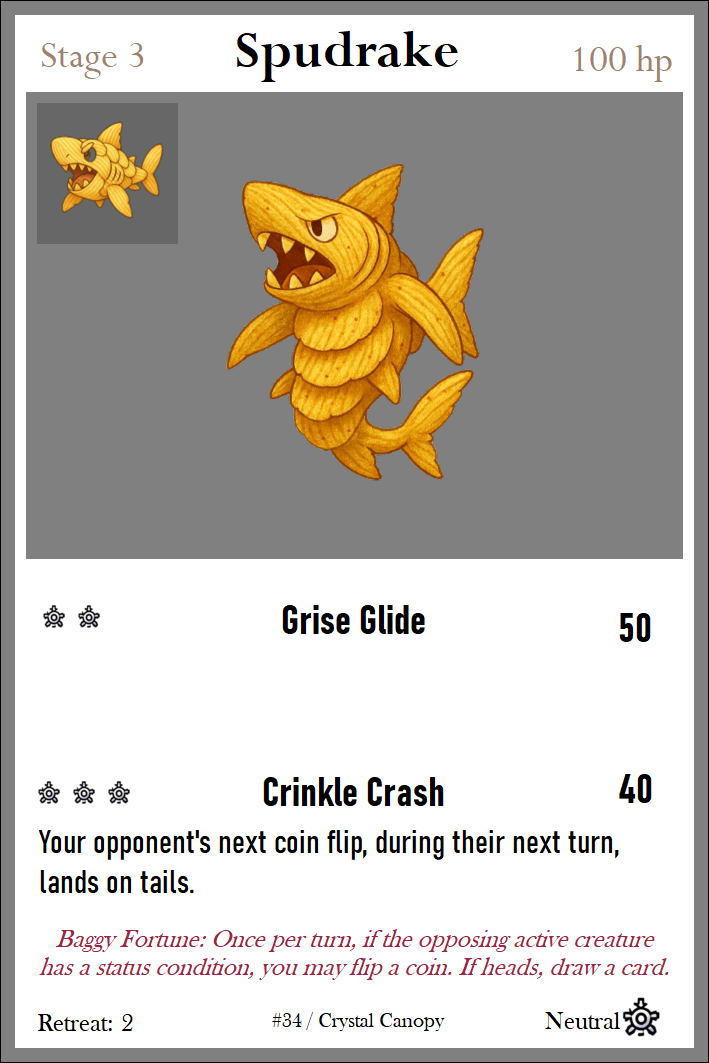 Stage 3
Spudrake
100 hp
Grise Glide
50
Crinkle Crash
40
Your opponent's next coin flip, during their next turn,
lands on tails.
Baggy Fortune: Once per turn, if the opposing active creature
has a status condition, you may flip a coin. If heads, draw a card.
Retreat: 2
#34 / Crystal Canopy
Neutral